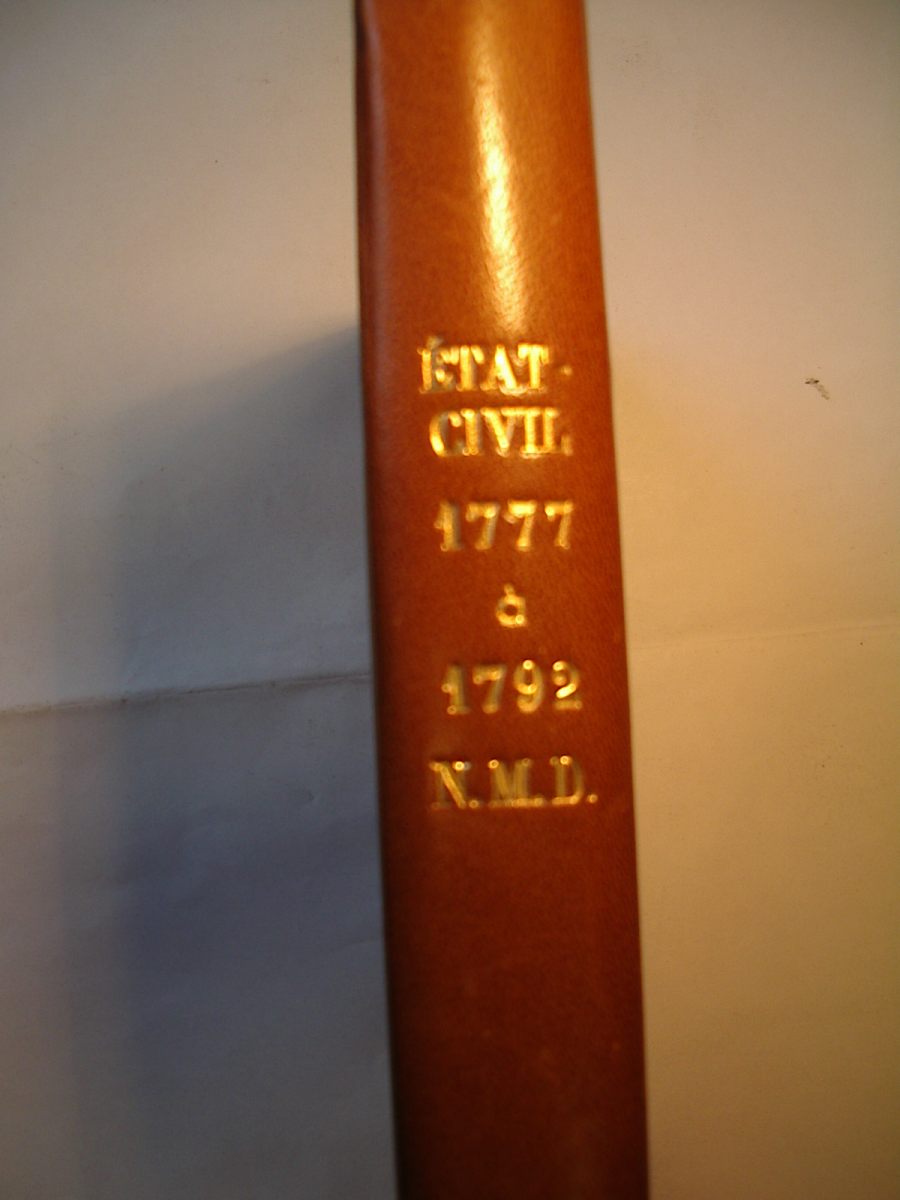 ÉTAT-
CIVIL
1777
à
1792
N.M.D.